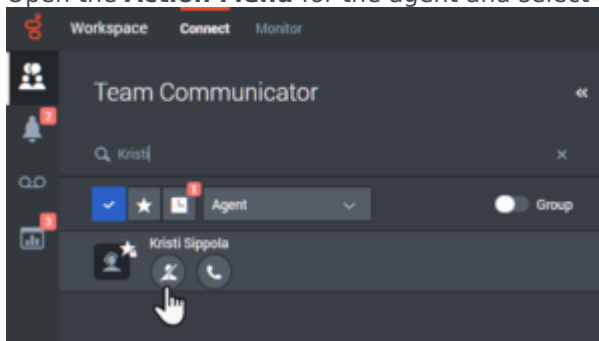 Open the Action Menu for the agent and select
Workspace Connect Monitor
Team Communicator «
2
Kristi ×
1
Agent Group
3
Kristi Sippola